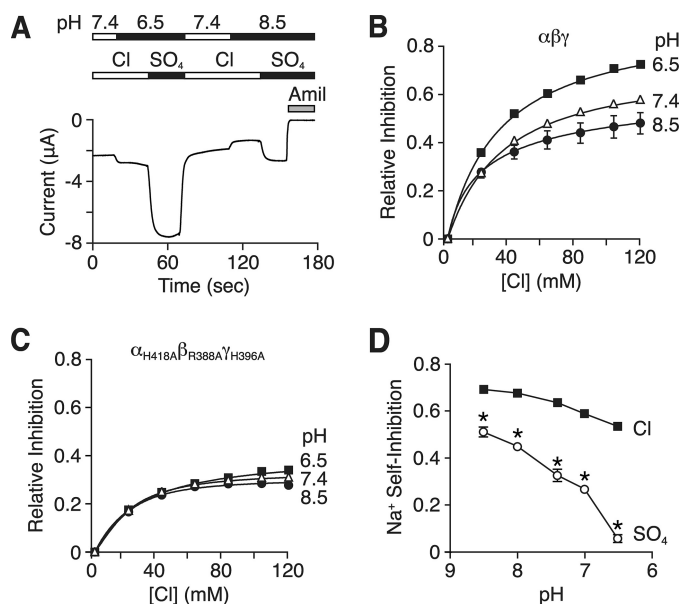 A
pH 7.4 6.5 7.4 8.5
Cl SO4 Cl SO4
Amil
0
-4
-8
Current (μA)
0 60 120 180
Time (sec)
B
αβγ
pH
0.8
0.6
0.4
0.2
0
Relative Inhibition
6.5
7.4
8.5
0 40 80 120
[Cl] (mM)
C
αH418AβR388AγH396A
0.8
0.6
0.4
0.2
0
Relative Inhibition
pH
6.5
7.4
8.5
0 40 80 120
[Cl] (mM)
D
0.8
0.6
0.4
0.2
0
Na+ Self-Inhibition
Cl
* * * * *
SO4
9 8 7 6
pH